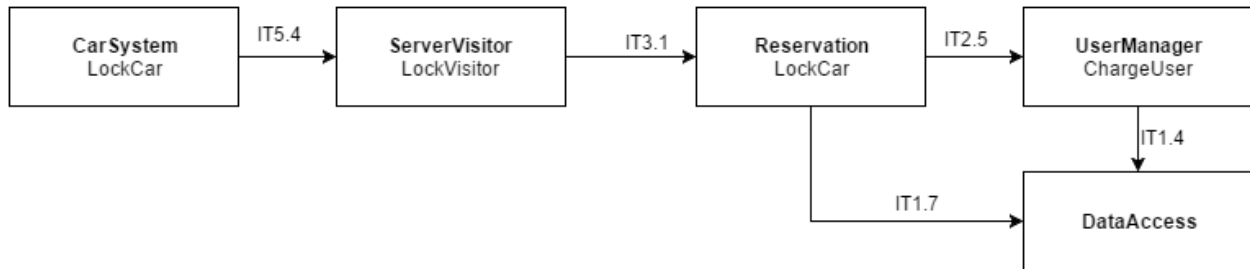 CarSystem
LockCar
IT5.4
ServerVisitor
LockVisitor
IT3.1
Reservation
LockCar
IT2.5
UserManager
ChargeUser
IT1.4
IT1.7
DataAccess